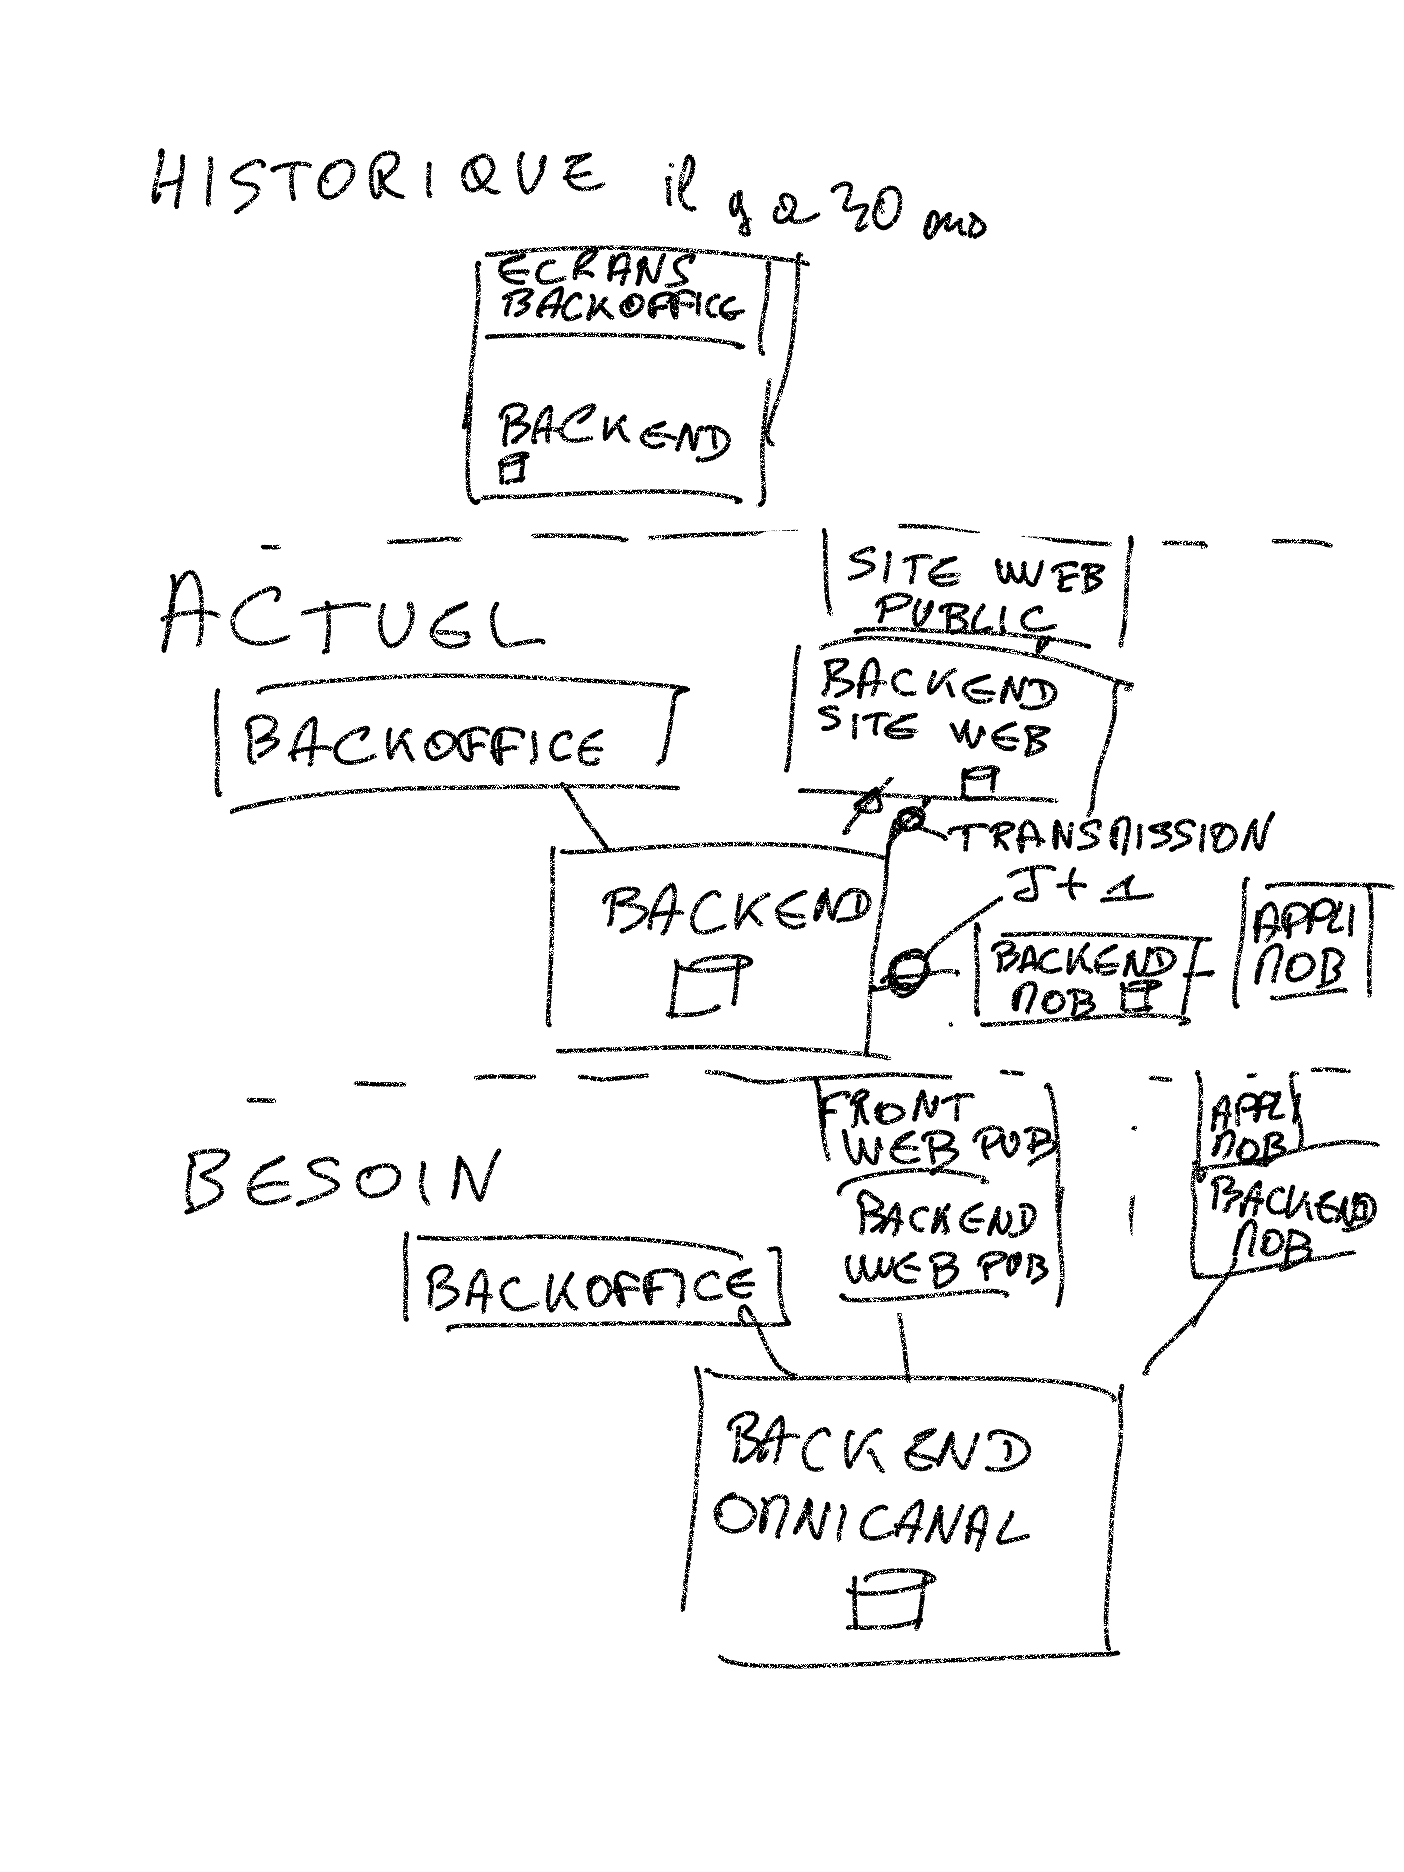 HISTORIQUE il y a 30 ans
ECRANS
BACKOFFICE
BACKEND
SITE WEB
PUBLIC
ACTUEL
BACKEND
SITE WEB
BACKOFFICE
TRANSMISSION
J+1
BACKEND
APPLI
MOB
BACKEND
MOB
FRONT
WEB PUB
APPLI
MOB
BESOIN
BACKEND
WEB PUB
BACKEND
MOB
BACKOFFICE
BACKEND
OMNICANAL